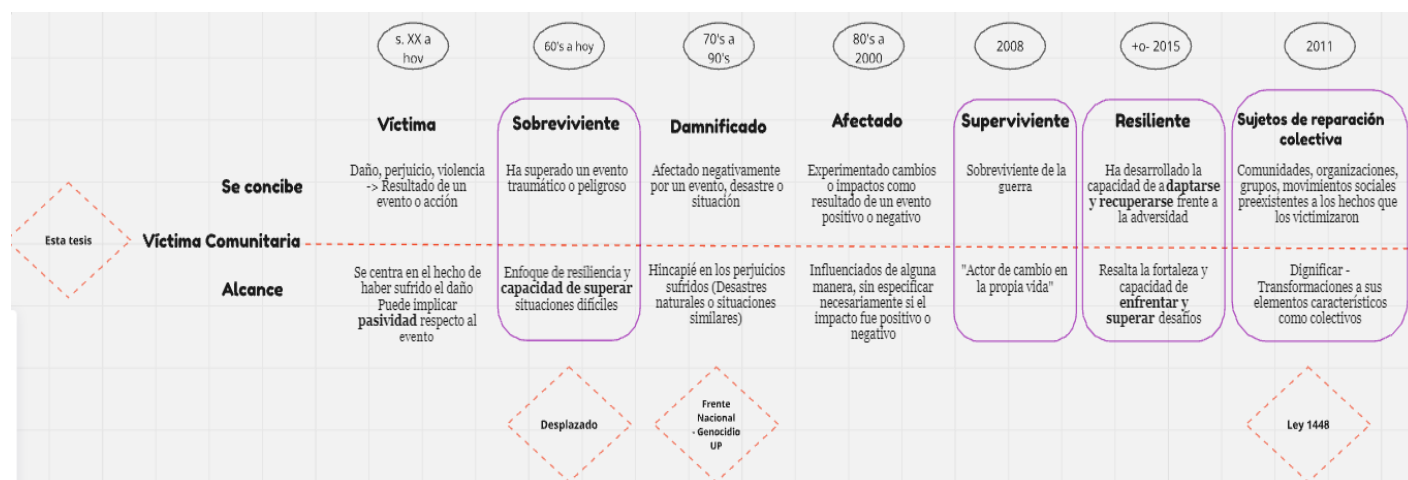 s. XX a
hoy
60's a hoy
70's a
90's
80's a
2000
2008
+o- 2015
2011
Víctima
Sobreviviente
Damnificado
Afectado
Superviviente
Resiliente
Sujetos de reparación
colectiva
Se concibe
Daño, perjuicio, violencia
-> Resultado de un
evento o acción
Ha superado un evento
traumático o peligroso
Afectado negativamente
por un evento, desastre o
situación
Experimentado cambios
o impactos como
resultado de un evento
positivo o negativo
Sobreviviente de la
guerra
Ha desarrollado la
capacidad de adaptarse
y recuperarse frente a
la adversidad
Comunidades, organizaciones,
grupos, movimientos sociales
preexistentes a los hechos que
los victimizaron
Esta tesis
Víctima Comunitaria
Alcance
Se centra en el hecho de
haber sufrido el daño
Puede implicar
pasividad respecto al
evento
Enfoque de resiliencia y
capacidad de superar
situaciones difíciles
Hincapié en los perjuicios
sufridos (Desastres
naturales o situaciones
similares)
Influenciados de alguna
manera, sin especificar
necesariamente si el
impacto fue positivo o
negativo
"Actor de cambio en
la propia vida"
Resalta la fortaleza y
capacidad de
enfrentar y
superar desafíos
Dignificar -
Transformaciones a sus
elementos característicos
como colectivos
Desplazado
Frente
Nacional
- Genocidio
UP
Ley 1448